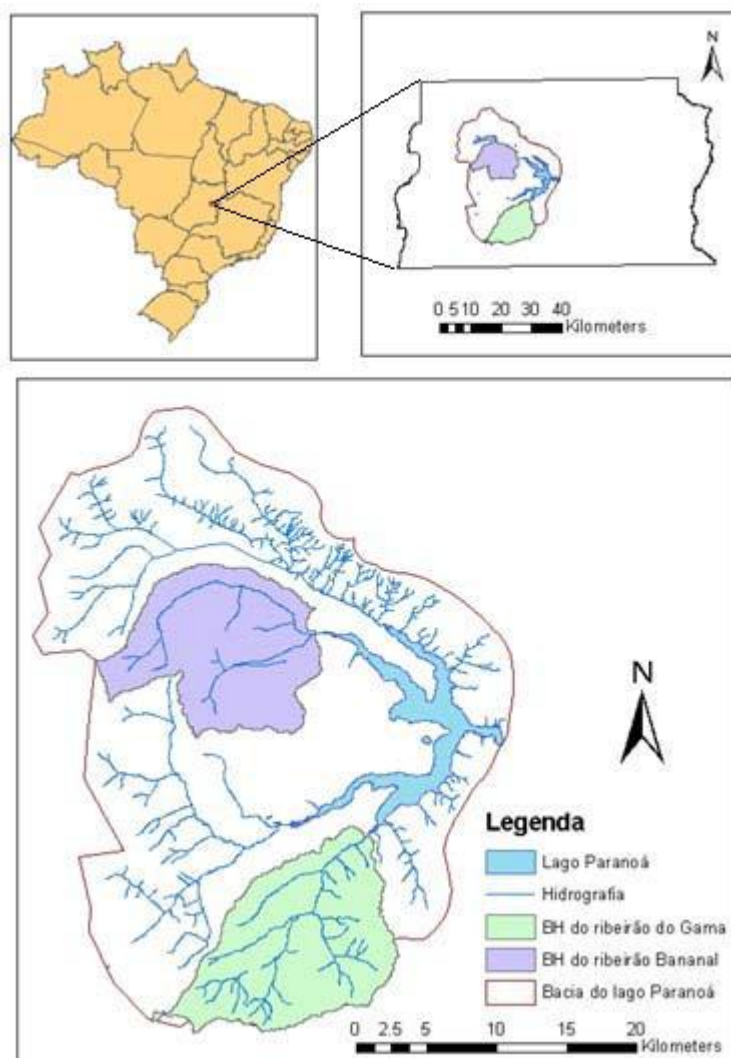 N
0 5 10 20 30 40
Kilometers
N
Legenda
Lago Paranoá
Hidrografia
BH do ribeirão do Gama
BH do ribeirão Bananal
Bacia do lago Paranoá
0 2.5 5 10 15 20
Kilometers